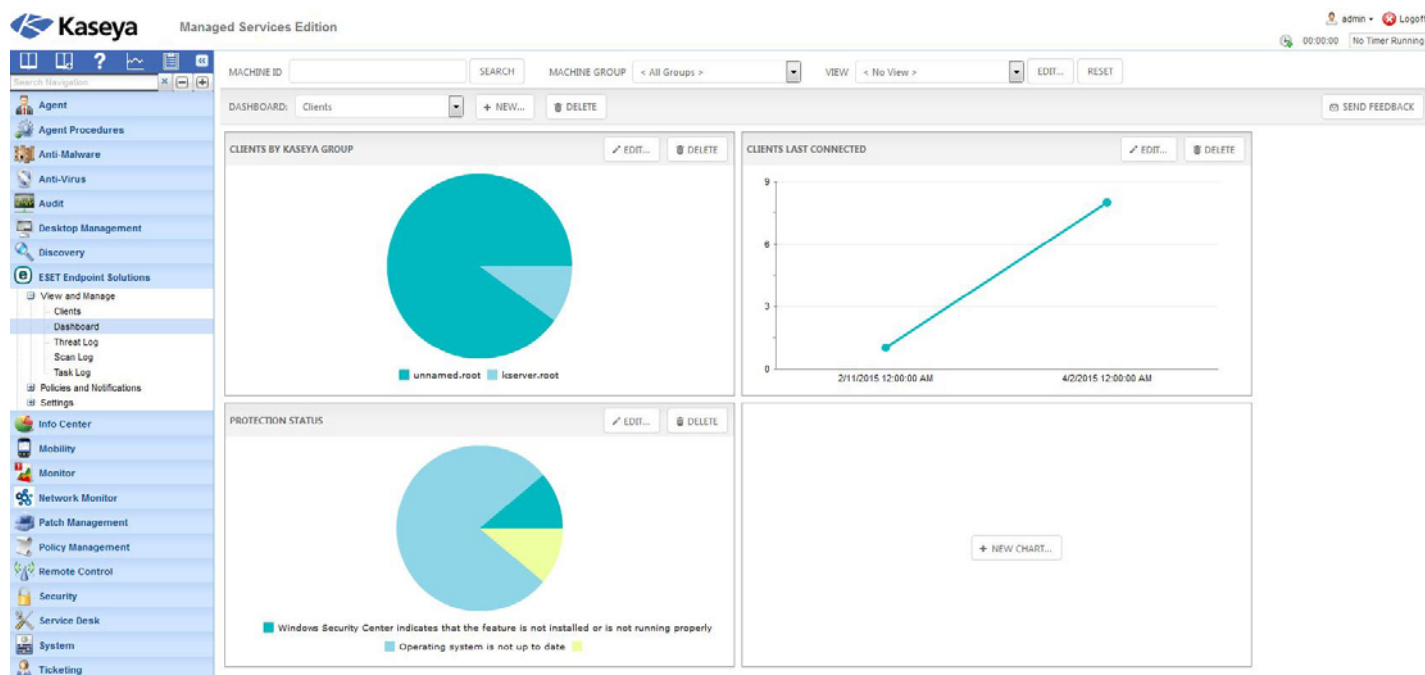 Kaseya Managed Services Edition
admin
Logoff
00:00:00 No Timer Running
Search Navigation
MACHINE ID SEARCH MACHINE GROUP < All Groups > VIEW < No View > EDIT... RESET
DASHBOARD: Clients + NEW... DELETE SEND FEEDBACK
Agent
Agent Procedures
Anti-Malware
Anti-Virus
Audit
Desktop Management
Discovery
ESET Endpoint Solutions
View and Manage
Clients
Dashboard
Threat Log
Scan Log
Task Log
Policies and Notifications
Settings
Info Center
Mobility
Monitor
Network Monitor
Patch Management
Policy Management
Remote Control
Security
Service Desk
System
Ticketing
CLIENTS BY KASEYA GROUP EDIT... DELETE
unnamed.root kserver.root
CLIENTS LAST CONNECTED EDIT... DELETE
9
6
3
0
2/11/2015 12:00:00 AM 4/2/2015 12:00:00 AM
PROTECTION STATUS EDIT... DELETE
Windows Security Center indicates that the feature is not installed or is not running properly
Operating system is not up to date
+ NEW CHART...